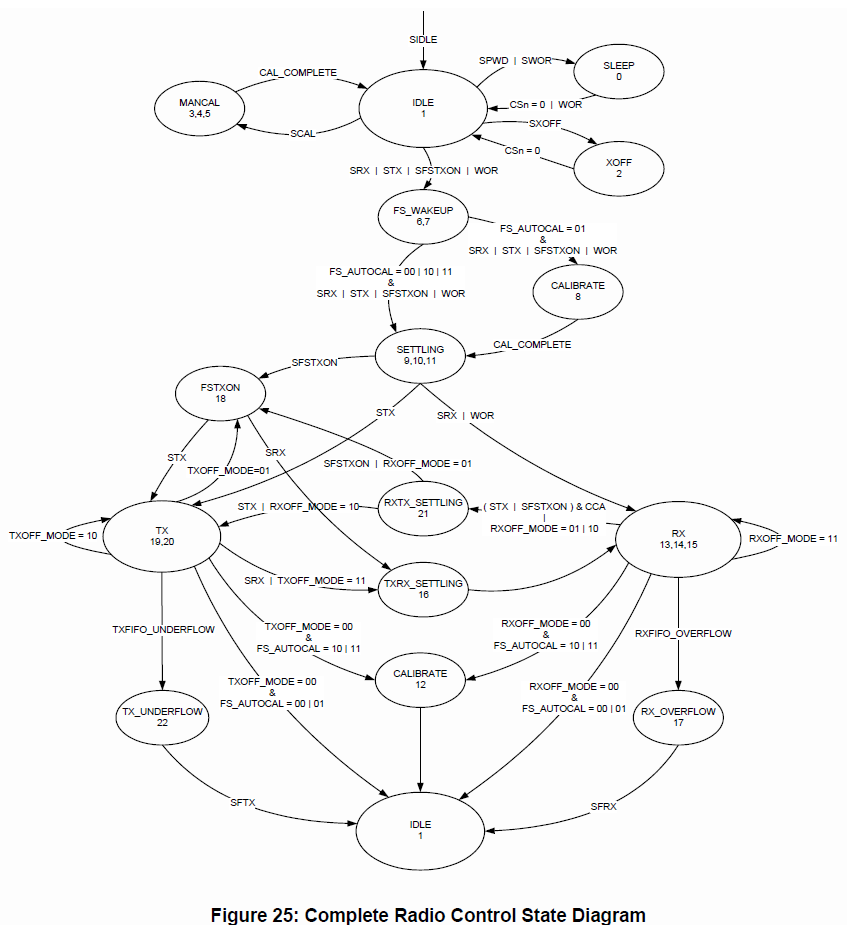 SIDLE
SPWD | SWOR
SLEEP
0
CAL_COMPLETE
MANCAL
3,4,5
IDLE
1
CSn = 0 | WOR
SCAL
SXOFF
CSn = 0
XOFF
2
SRX | STX | SFSTXON | WOR
FS_WAKEUP
6,7
FS_AUTOCAL = 01
&
SRX | STX | SFSTXON | WOR
FS_AUTOCAL = 00 | 10 | 11
&
SRX | STX | SFSTXON | WOR
CALIBRATE
8
CAL_COMPLETE
SETTLING
9,10,11
SFSTXON
FSTXON
18
STX
SRX | WOR
STX
SRX
TXOFF_MODE=01
SFSTXON | RXOFF_MODE = 01
RXTX_SETTLING
21
STX | RXOFF_MODE = 10
( STX | SFSTXON ) & CCA
|
RXOFF_MODE = 01 | 10
TXOFF_MODE = 10
TX
19,20
RX
13,14,15
RXOFF_MODE = 11
SRX | TXOFF_MODE = 11
TXRX_SETTLING
16
TXFIFO_UNDERFLOW
TXOFF_MODE = 00
&
FS_AUTOCAL = 10 | 11
RXOFF_MODE = 00
&
FS_AUTOCAL = 10 | 11
RXFIFO_OVERFLOW
TXOFF_MODE = 00
&
FS_AUTOCAL = 00 | 01
CALIBRATE
12
RXOFF_MODE = 00
&
FS_AUTOCAL = 00 | 01
TX_UNDERFLOW
22
RX_OVERFLOW
17
SFTX
SFRX
IDLE
1
Figure 25: Complete Radio Control State Diagram